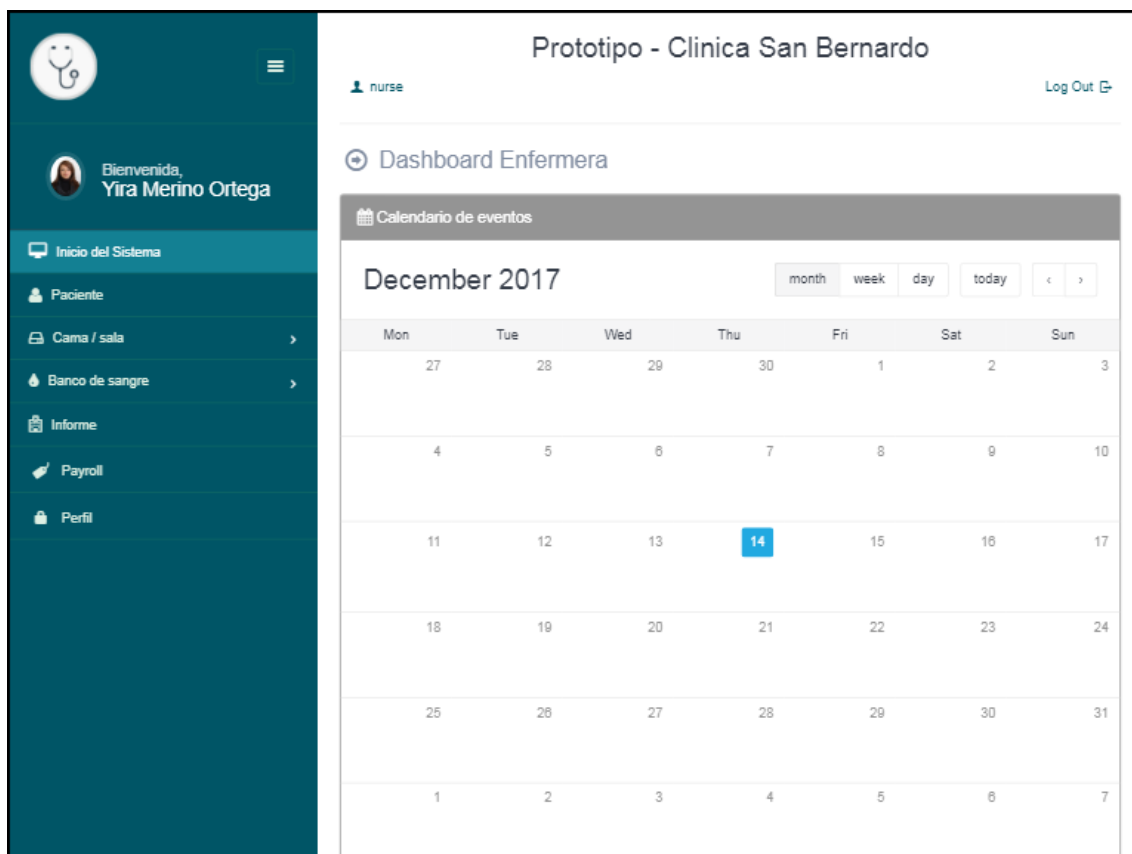 Prototipo - Clinica San Bernardo
nurse
Log Out
Bienvenida,
Yira Merino Ortega
Inicio del Sistema
Paciente
Cama / sala
Banco de sangre
Informe
Payroll
Perfil
Dashboard Enfermera
Calendario de eventos
December 2017
month week day today
Mon Tue Wed Thu Fri Sat Sun
27 28 29 30 1 2 3
4 5 6 7 8 9 10
11 12 13 14 15 16 17
18 19 20 21 22 23 24
25 26 27 28 29 30 31
1 2 3 4 5 6 7